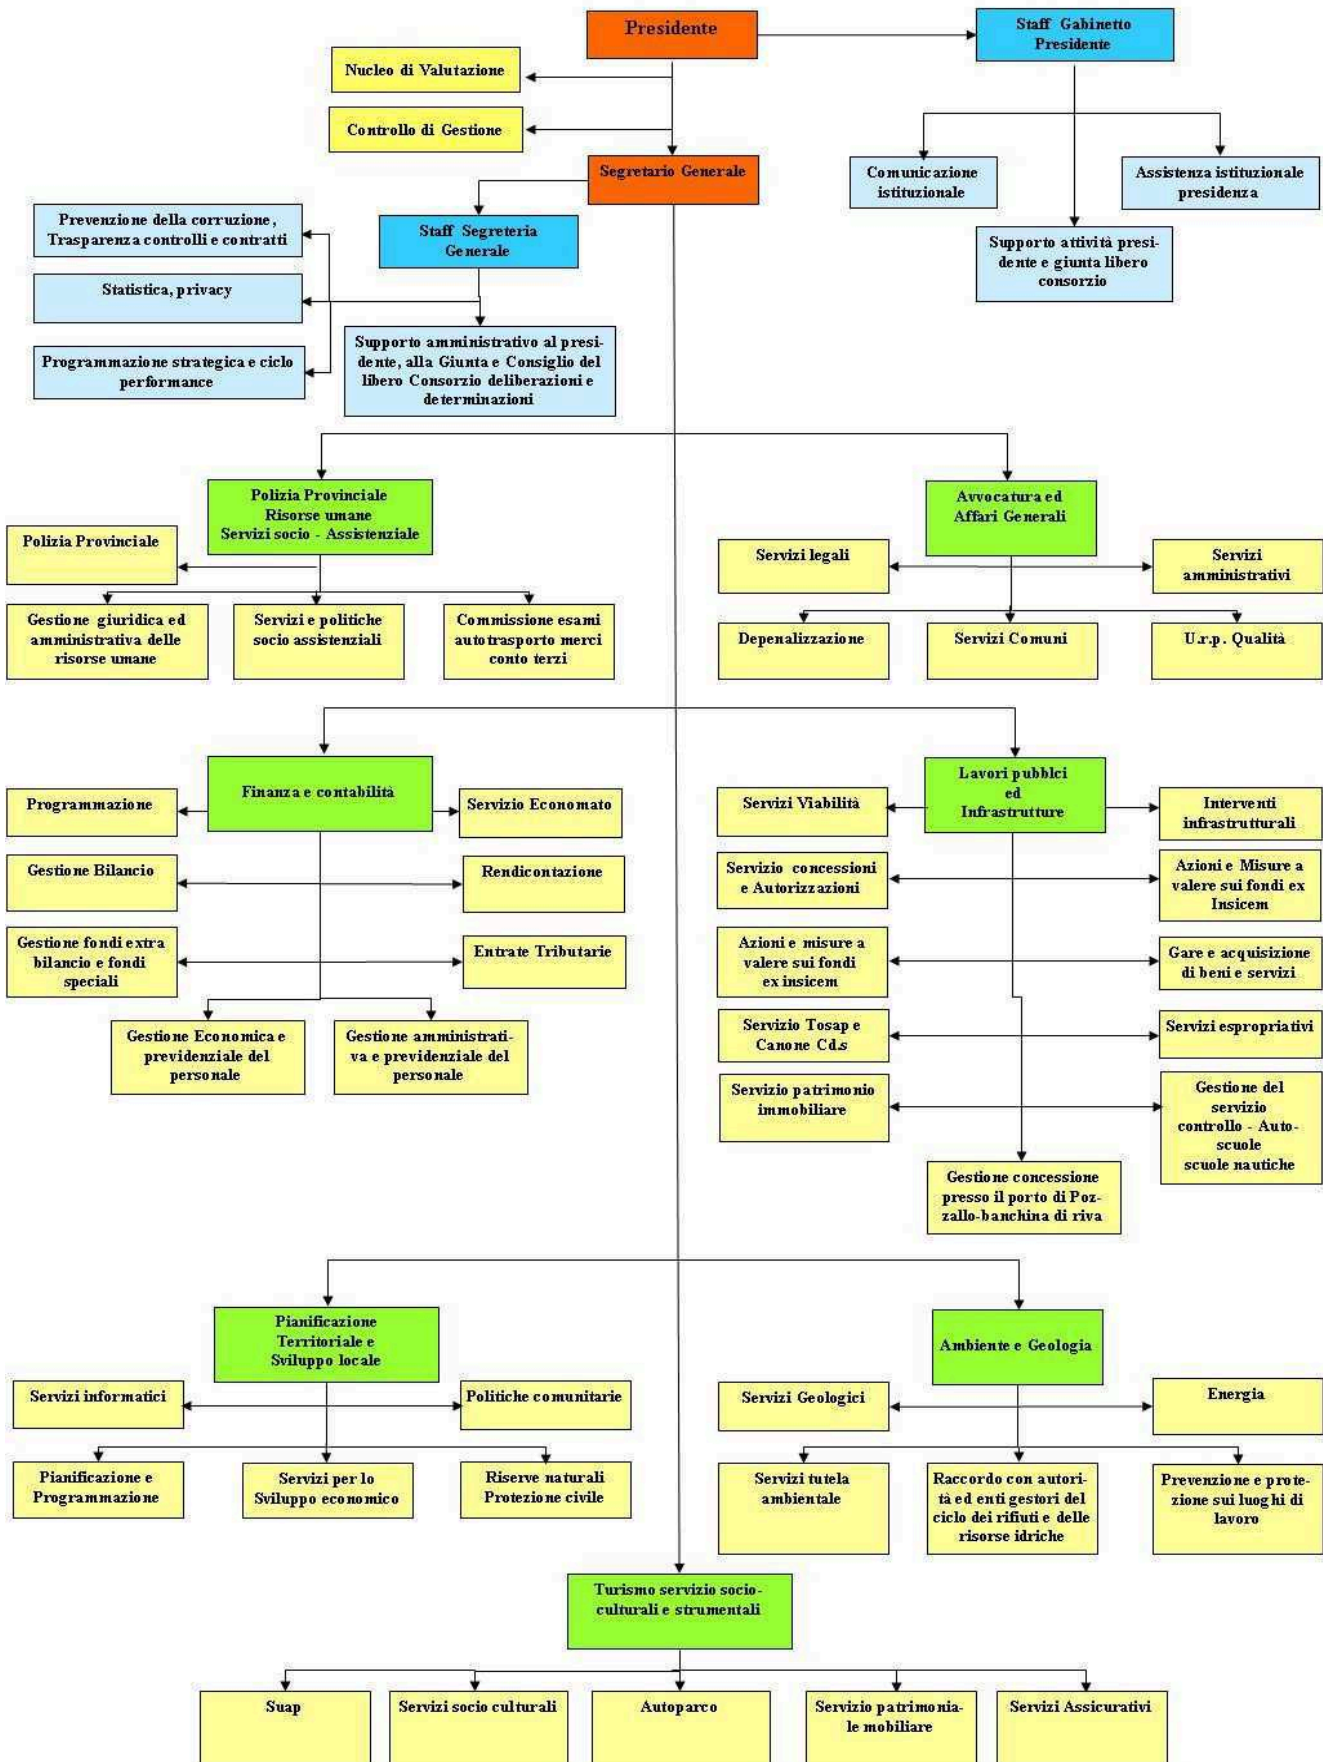 Presidente
Staff Gabinetto
Presidente
Nucleo di Valutazione
Controllo di Gestione
Segretario Generale
Comunicazione
istituzionale
Assistenza istituzionale
presidenza
Supporto attività presi-
dente e giunta libero
consorzio
Prevenzione della corruzione,
Trasparenza controlli e contratti
Staff Segreteria
Generale
Statistica, privacy
Programmazione strategica e ciclo
performance
Supporto amministrativo al presi-
dente, alla Giunta e Consiglio del
libero Consorzio deliberazioni e
determinazioni
Polizia Provinciale
Risorse umane
Servizi socio - Assistenziale
Avvocatura ed
Affari Generali
Polizia Provinciale
Servizi legali
Servizi
amministrativi
Gestione giuridica ed
amministrativa delle
risorse umane
Servizi e politiche
socio assistenziali
Commissione esami
autotrasporto merci
conto terzi
Depenalizzazione
Servizi Comuni
U.r.p. Qualità
Finanza e contabilità
Lavori pubblci
ed
Infrastrutture
Programmazione
Servizio Economato
Servizi Viabilità
Interventi
infrastrutturali
Gestione Bilancio
Rendicontazione
Servizio concessioni
e Autorizzazioni
Azioni e Misure a
valere sui fondi ex
Insicem
Gestione fondi extra
bilancio e fondi
speciali
Entrate Tributarie
Azioni e misure a
valere sui fondi
ex insicem
Gare e acquisizione
di beni e servizi
Gestione Economica e
previdenziale del
personale
Gestione amministrati-
va e previdenziale del
personale
Servizio Tosap e
Canone Cd.s
Servizi espropriativi
Servizio patrimonio
immobiliare
Gestione del
servizio
controllo - Auto-
scuole
scuole nautiche
Gestione concessione
presso il porto di Poz-
zallo-banchina di riva
Pianificazione
Territoriale e
Sviluppo locale
Ambiente e Geologia
Servizi informatici
Politiche comunitarie
Servizi Geologici
Energia
Pianificazione e
Programmazione
Servizi per lo
Sviluppo economico
Riserve naturali
Protezione civile
Servizi tutela
ambientale
Raccordo con autori-
tà ed enti gestori del
ciclo dei rifiuti e delle
risorse idriche
Prevenzione e prote-
zione sui luoghi di
lavoro
Turismo servizio socio-
culturali e strumentali
Suap
Servizi socio culturali
Autoparco
Servizio patrimonia-
le mobiliare
Servizi Assicurativi